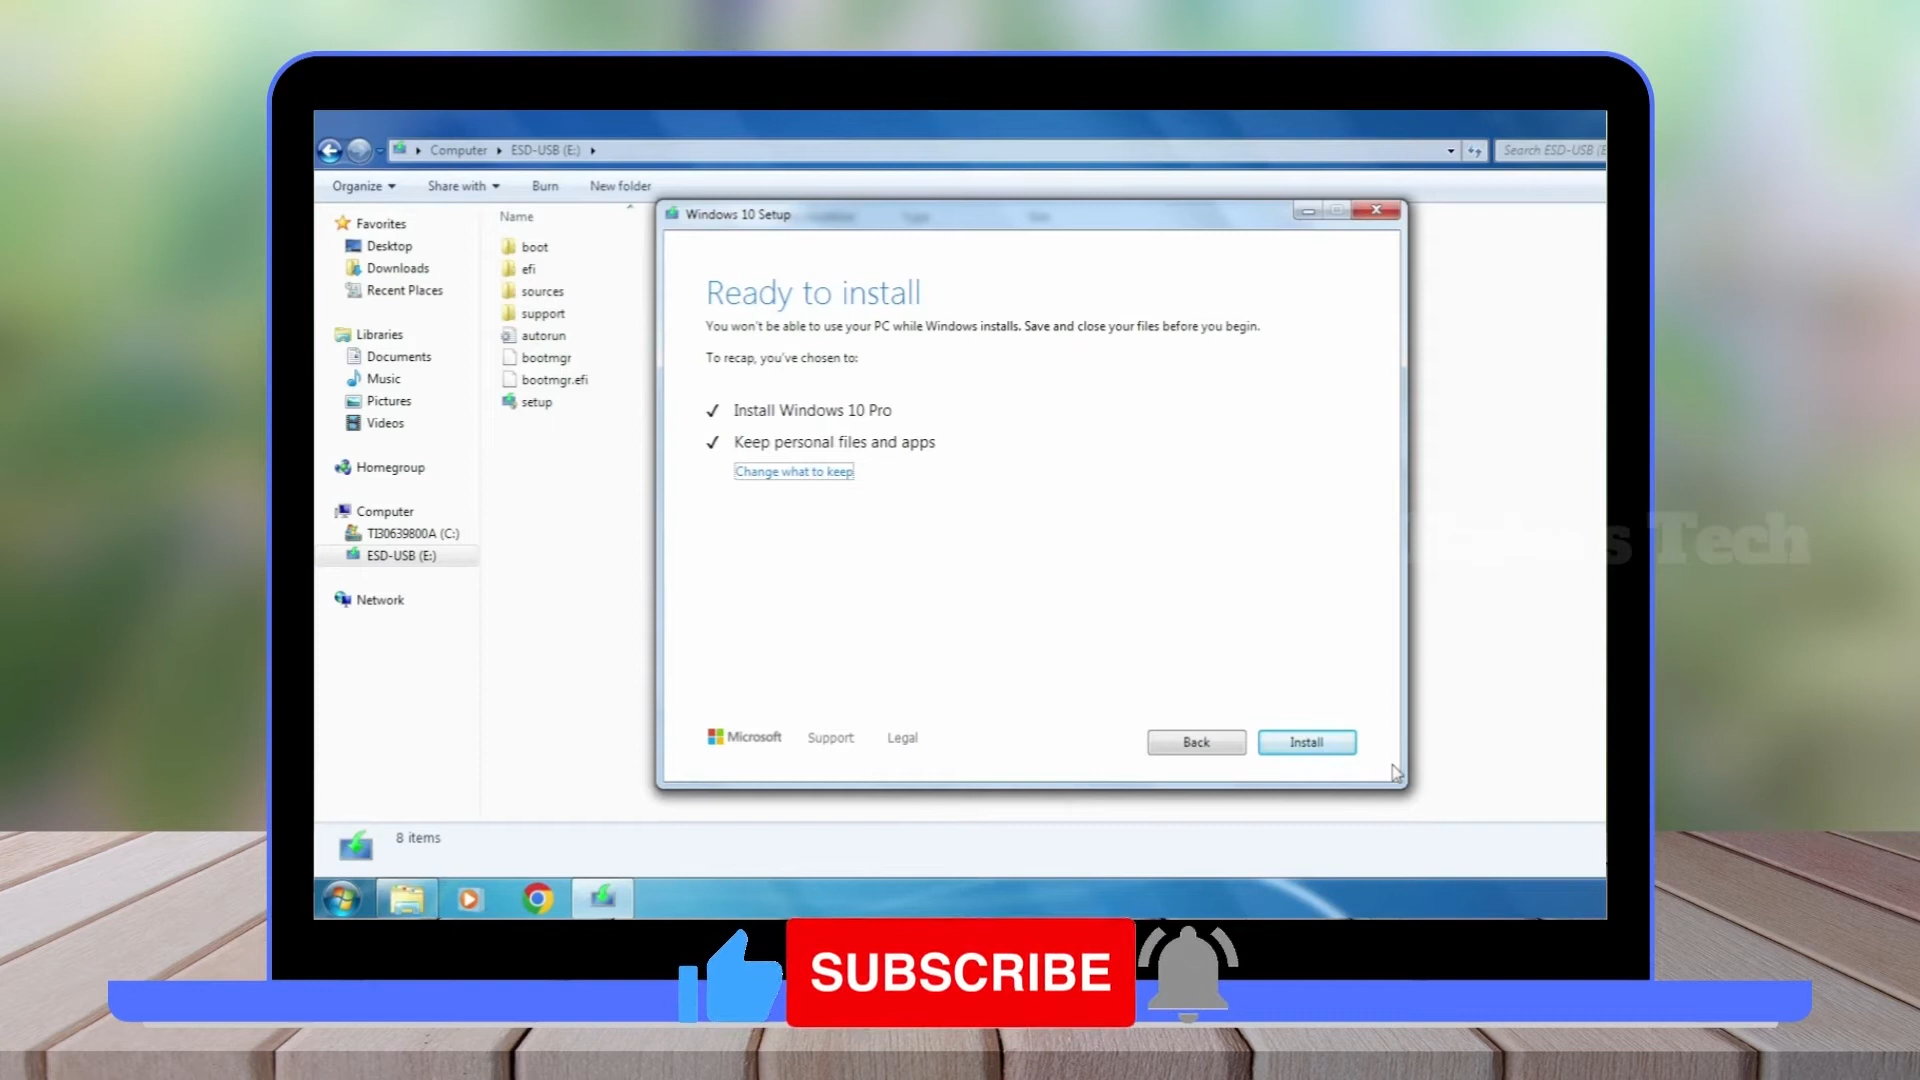 Computer ESD-USB (E:)
Search ESD-USB (E
Organize Share with Burn New folder
Favorites
Desktop
Downloads
Recent Places
Libraries
Documents
Music
Pictures
Videos
Homegroup
Computer
TI30639800A (C:)
ESD-USB (E:)
Network
Name
boot
efi
sources
support
autorun
bootmgr
bootmgr.efi
setup
Windows 10 Setup
Ready to install
You won't be able to use your PC while Windows installs. Save and close your files before you begin.
To recap, you've chosen to:
Install Windows 10 Pro
Keep personal files and apps
Change what to keep
Microsoft Support Legal
Back Install
Tech
8 items
SUBSCRIBE